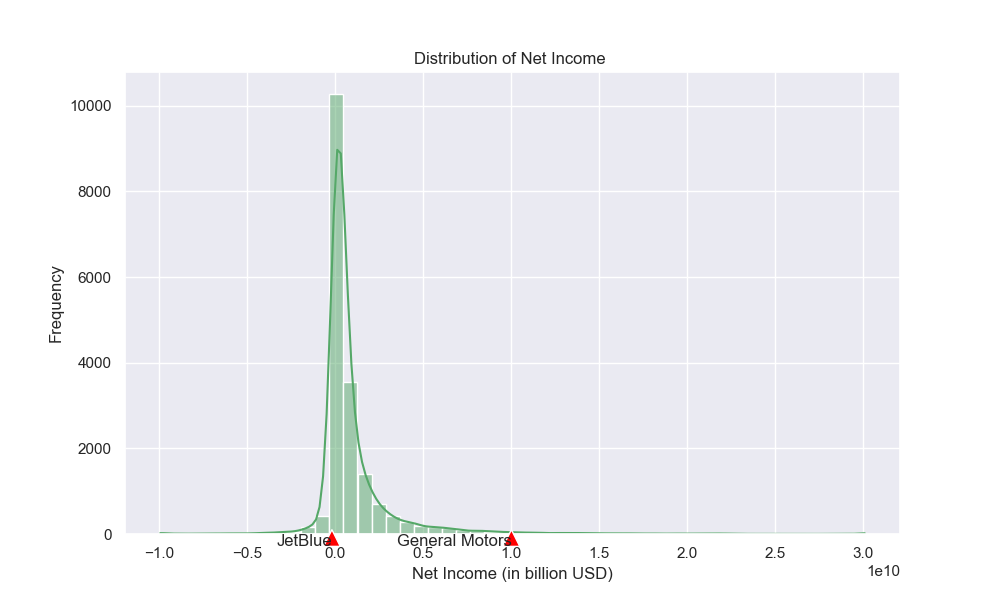 Distribution of Net Income
Frequency
10000
8000
6000
4000
2000
0
JetBlue
General Motors
−1.0
−0.5
0.0
0.5
1.0
1.5
2.0
2.5
3.0
1e10
Net Income (in billion USD)